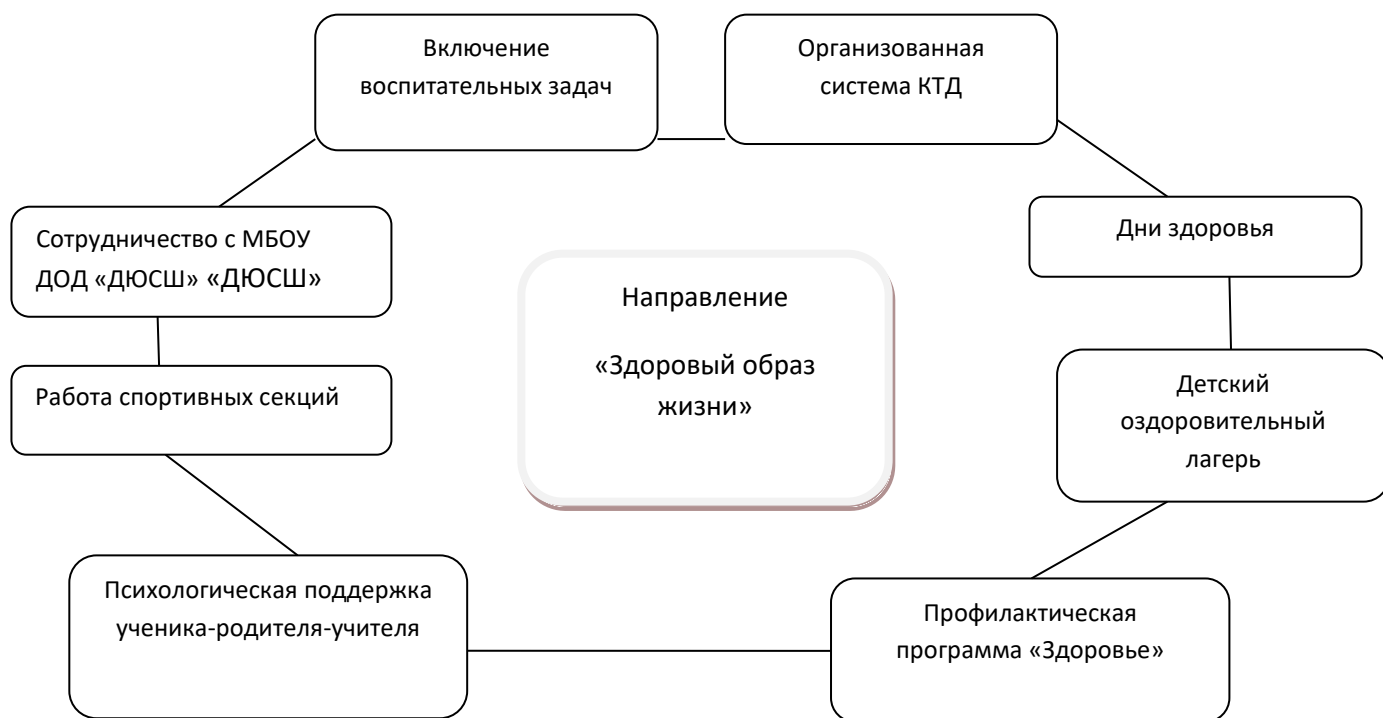 Включение
воспитательных задач
Организованная
система КТД
Сотрудничество с МБОУ
ДОД «ДЮСШ» «ДЮСШ»
Дни здоровья
Направление
«Здоровый образ
жизни»
Работа спортивных секций
Детский
оздоровительный
лагерь
Психологическая поддержка
ученика-родителя-учителя
Профилактическая
программа «Здоровье»